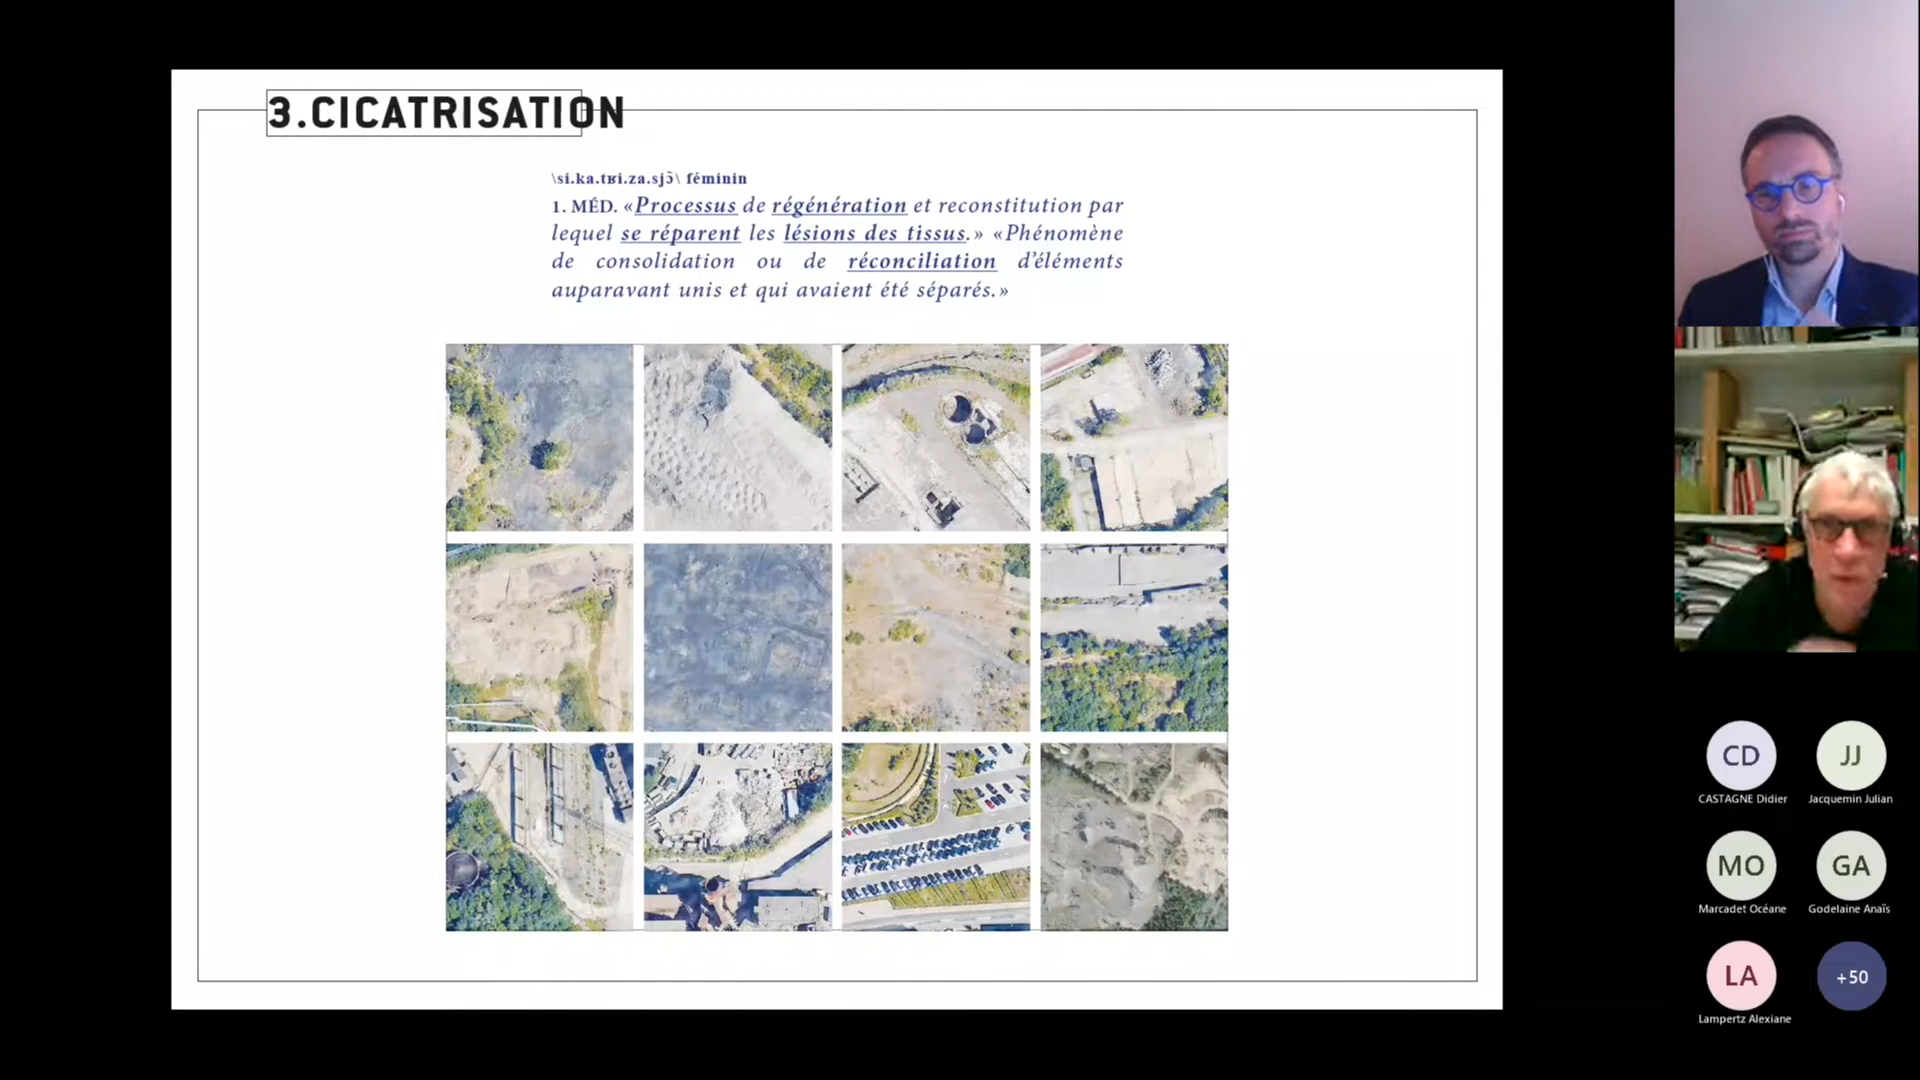 3.CICATRISATION
\si.ka.tʁi.za.sjɔ̃\ féminin
1. MÉD. «Processus de régénération et reconstitution par
lequel se réparent les lésions des tissus.» «Phénomène
de consolidation ou de réconciliation d'éléments
auparavant unis et qui avaient été séparés.»
CD
JJ
CASTAGNE Didier
Jacquemin Julian
MO
GA
Marcadet Océane
Godelaine Anaïs
LA
+50
Lampertz Alexiane